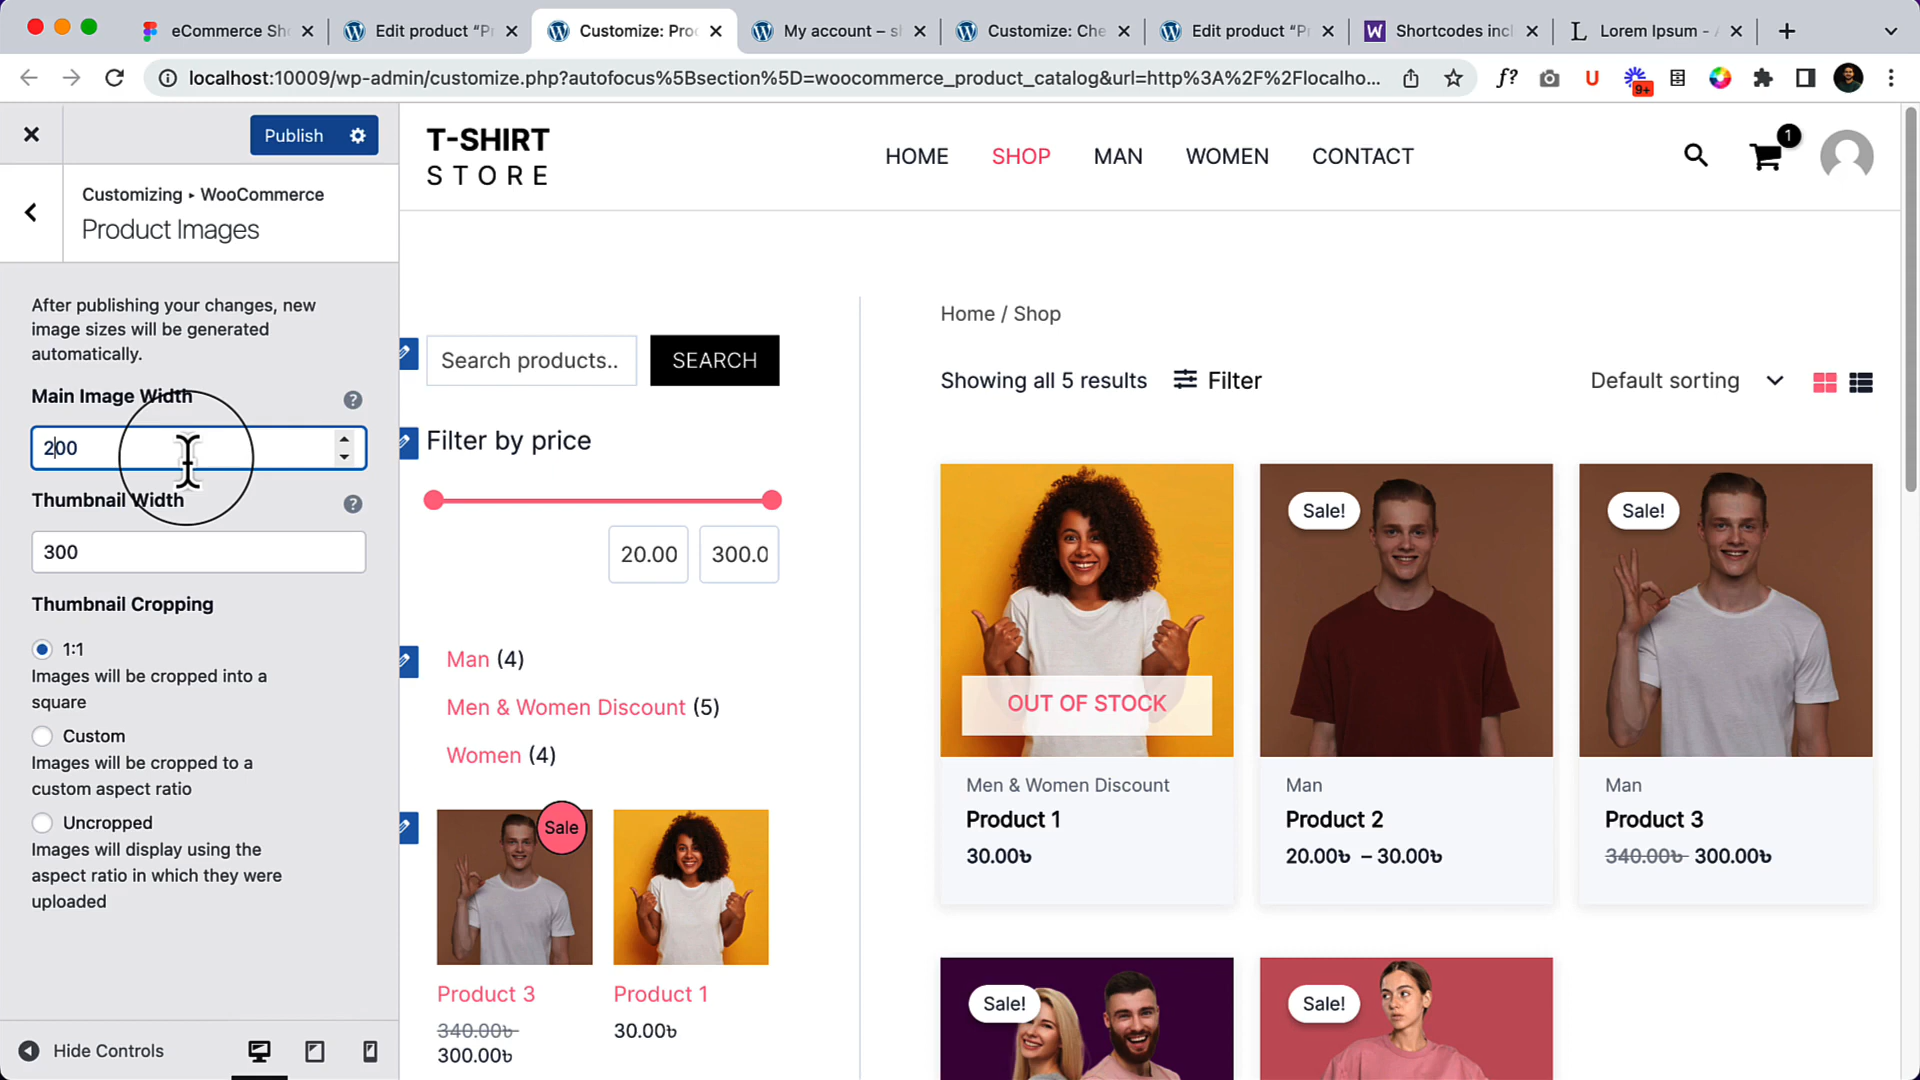 eCommerce Sh
Edit product “Pr
Customize: Pro
My account – s
Customize: Che
Edit product “Pr
Shortcodes incl
Lorem Ipsum -
localhost:10009/wp-admin/customize.php?autofocus%5Bsection%5D=woocommerce_product_catalog&url=http%3A%2F%2Flocalho...
9+
Publish
Customizing ▸ WooCommerce
Product Images
After publishing your changes, new
image sizes will be generated
automatically.
Main Image Width
200
Thumbnail Width
300
Thumbnail Cropping
1:1
Images will be cropped into a
square
Custom
Images will be cropped to a
custom aspect ratio
Uncropped
Images will display using the
aspect ratio in which they were
uploaded
Hide Controls
T-SHIRT
STORE
HOME
SHOP
MAN
WOMEN
CONTACT
1
Search products..
SEARCH
Filter by price
20.00
300.0
Man (4)
Men & Women Discount (5)
Women (4)
Sale
Product 3
340.00৳
300.00৳
Product 1
30.00৳
Home / Shop
Showing all 5 results
Filter
Default sorting
OUT OF STOCK
Men & Women Discount
Product 1
30.00৳
Sale!
Man
Product 2
20.00৳ – 30.00৳
Sale!
Man
Product 3
340.00৳ 300.00৳
Sale!
Sale!